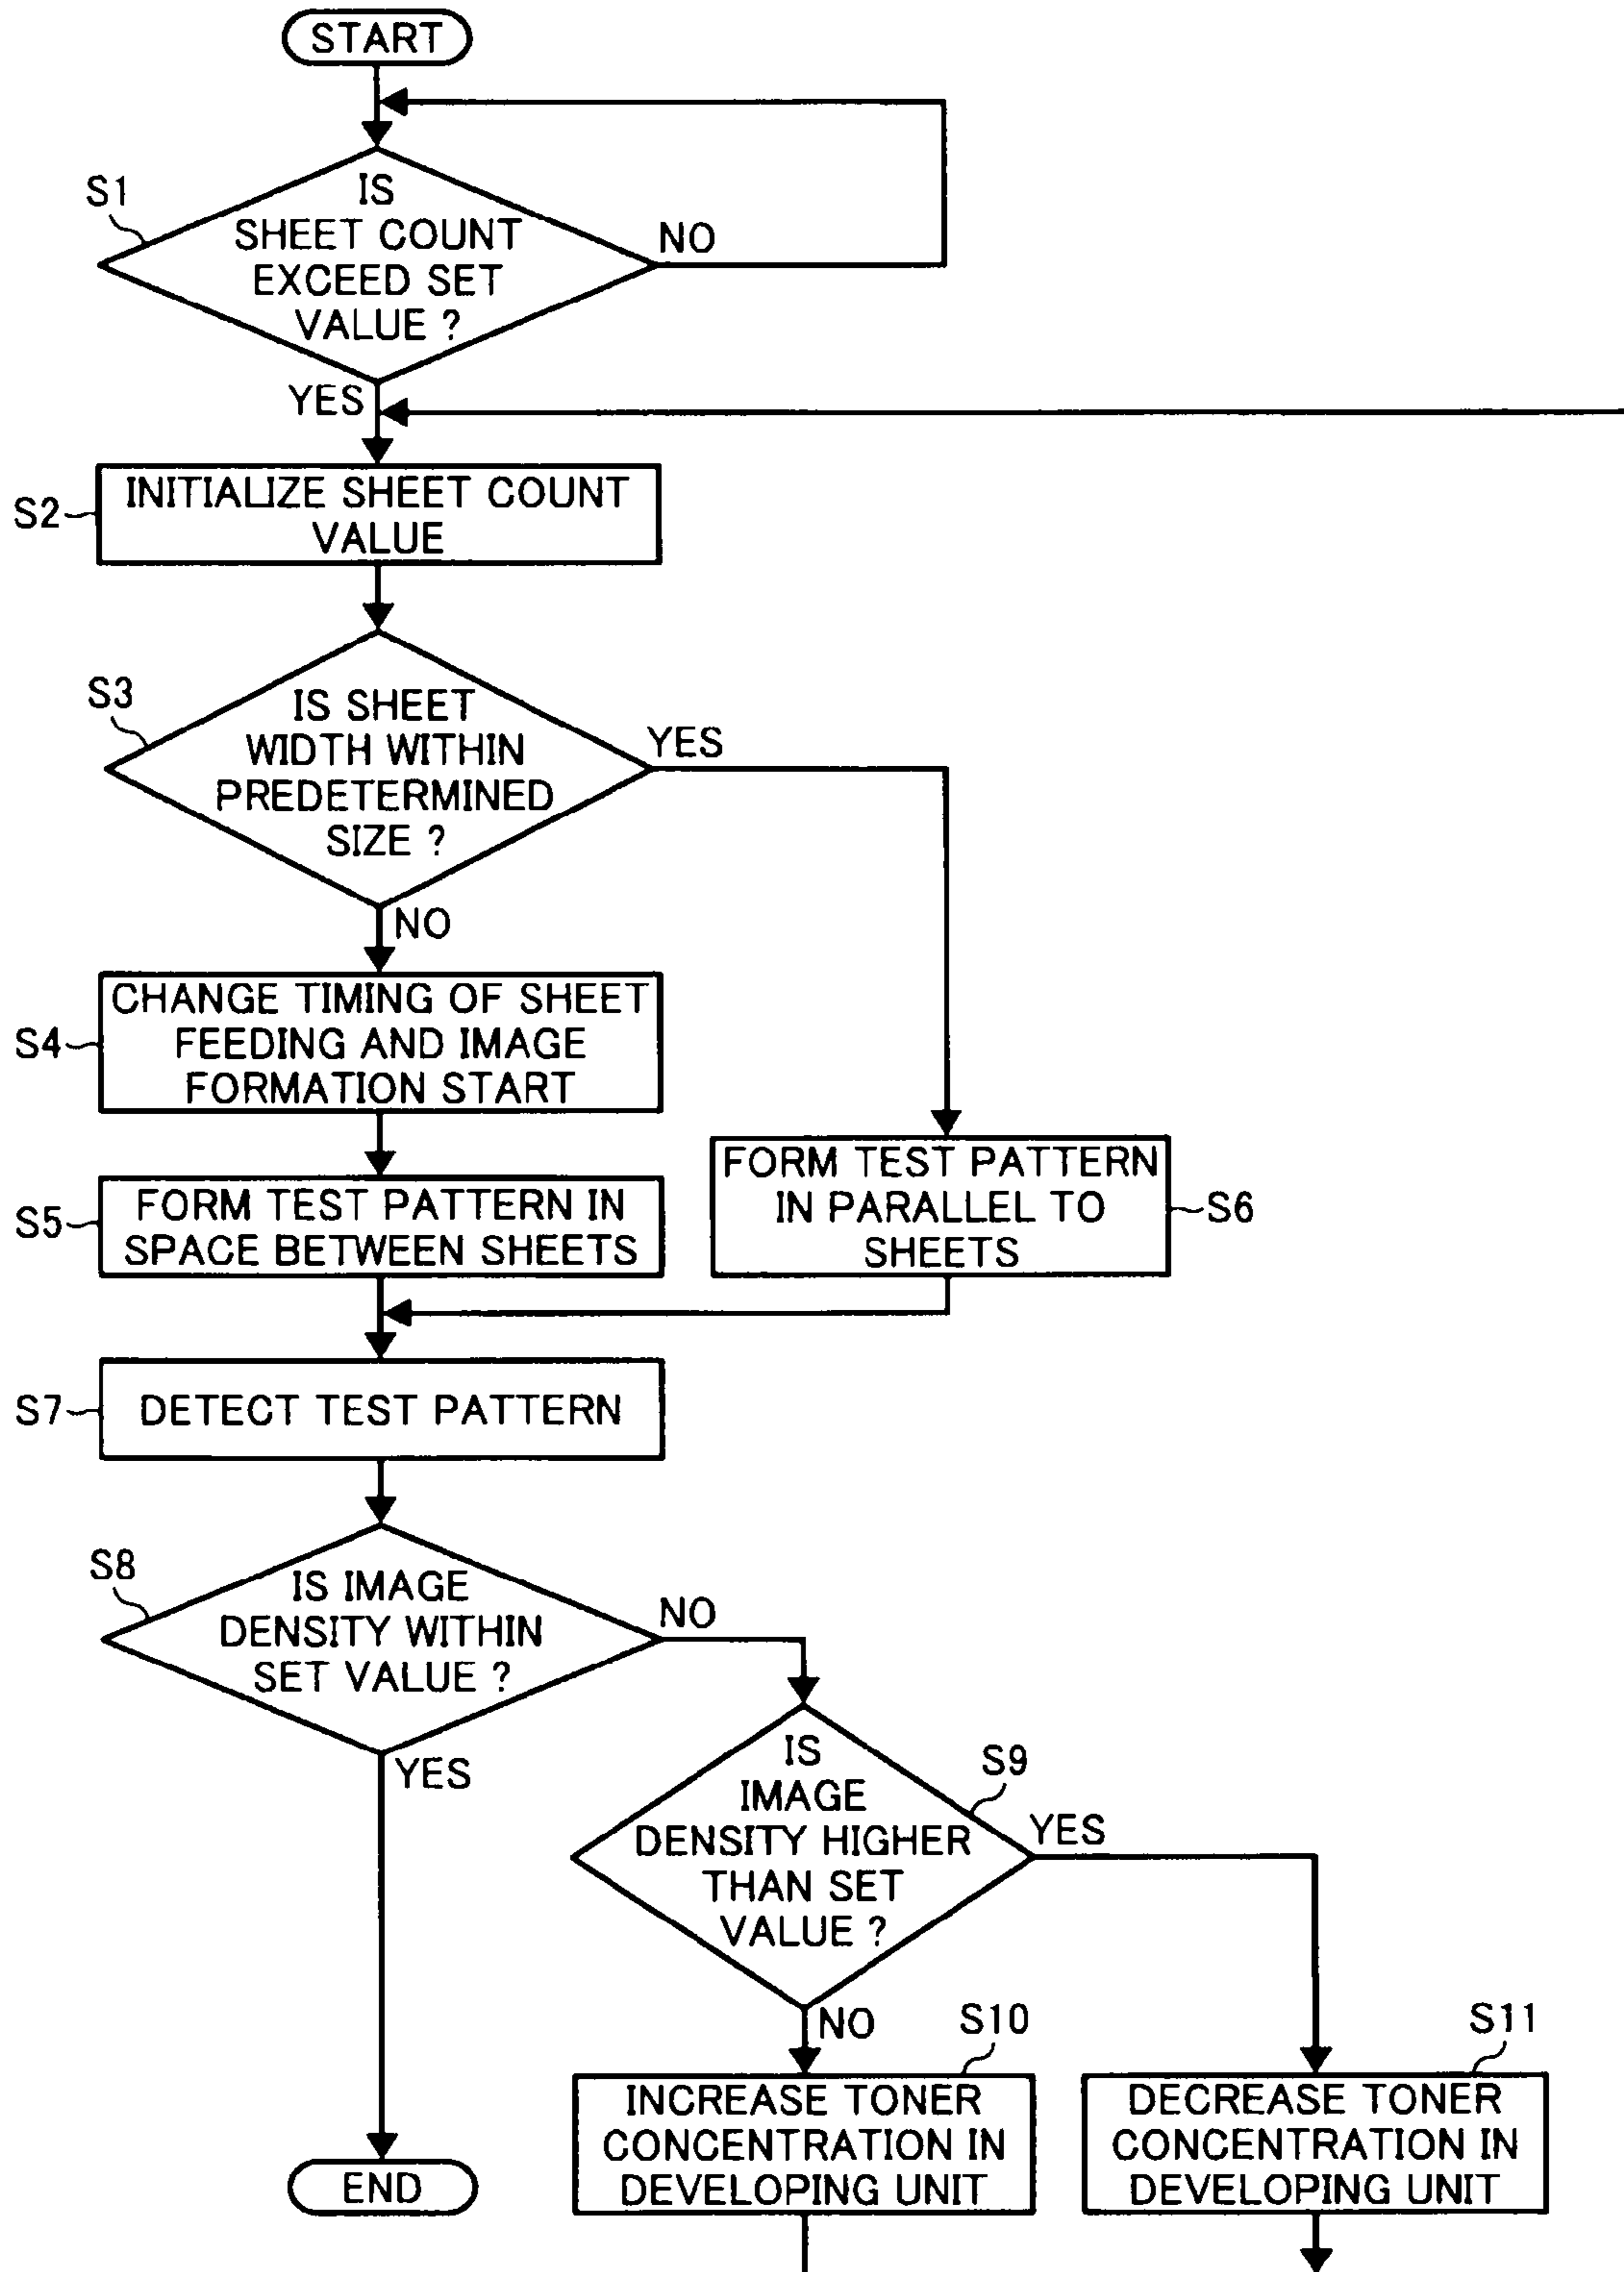 START
S1
IS
SHEET COUNT
EXCEED SET
VALUE ?
NO
YES
S2
INITIALIZE SHEET COUNT
VALUE
S3
IS SHEET
WIDTH WITHIN
PREDETERMINED
SIZE ?
YES
NO
S4
CHANGE TIMING OF SHEET
FEEDING AND IMAGE
FORMATION START
S5
FORM TEST PATTERN IN
SPACE BETWEEN SHEETS
FORM TEST PATTERN
IN PARALLEL TO
SHEETS
S6
S7
DETECT TEST PATTERN
S8
IS IMAGE
DENSITY WITHIN
SET VALUE ?
NO
YES
S9
IS
IMAGE
DENSITY HIGHER
THAN SET
VALUE ?
YES
NO
S10
INCREASE TONER
CONCENTRATION IN
DEVELOPING UNIT
S11
DECREASE TONER
CONCENTRATION IN
DEVELOPING UNIT
END